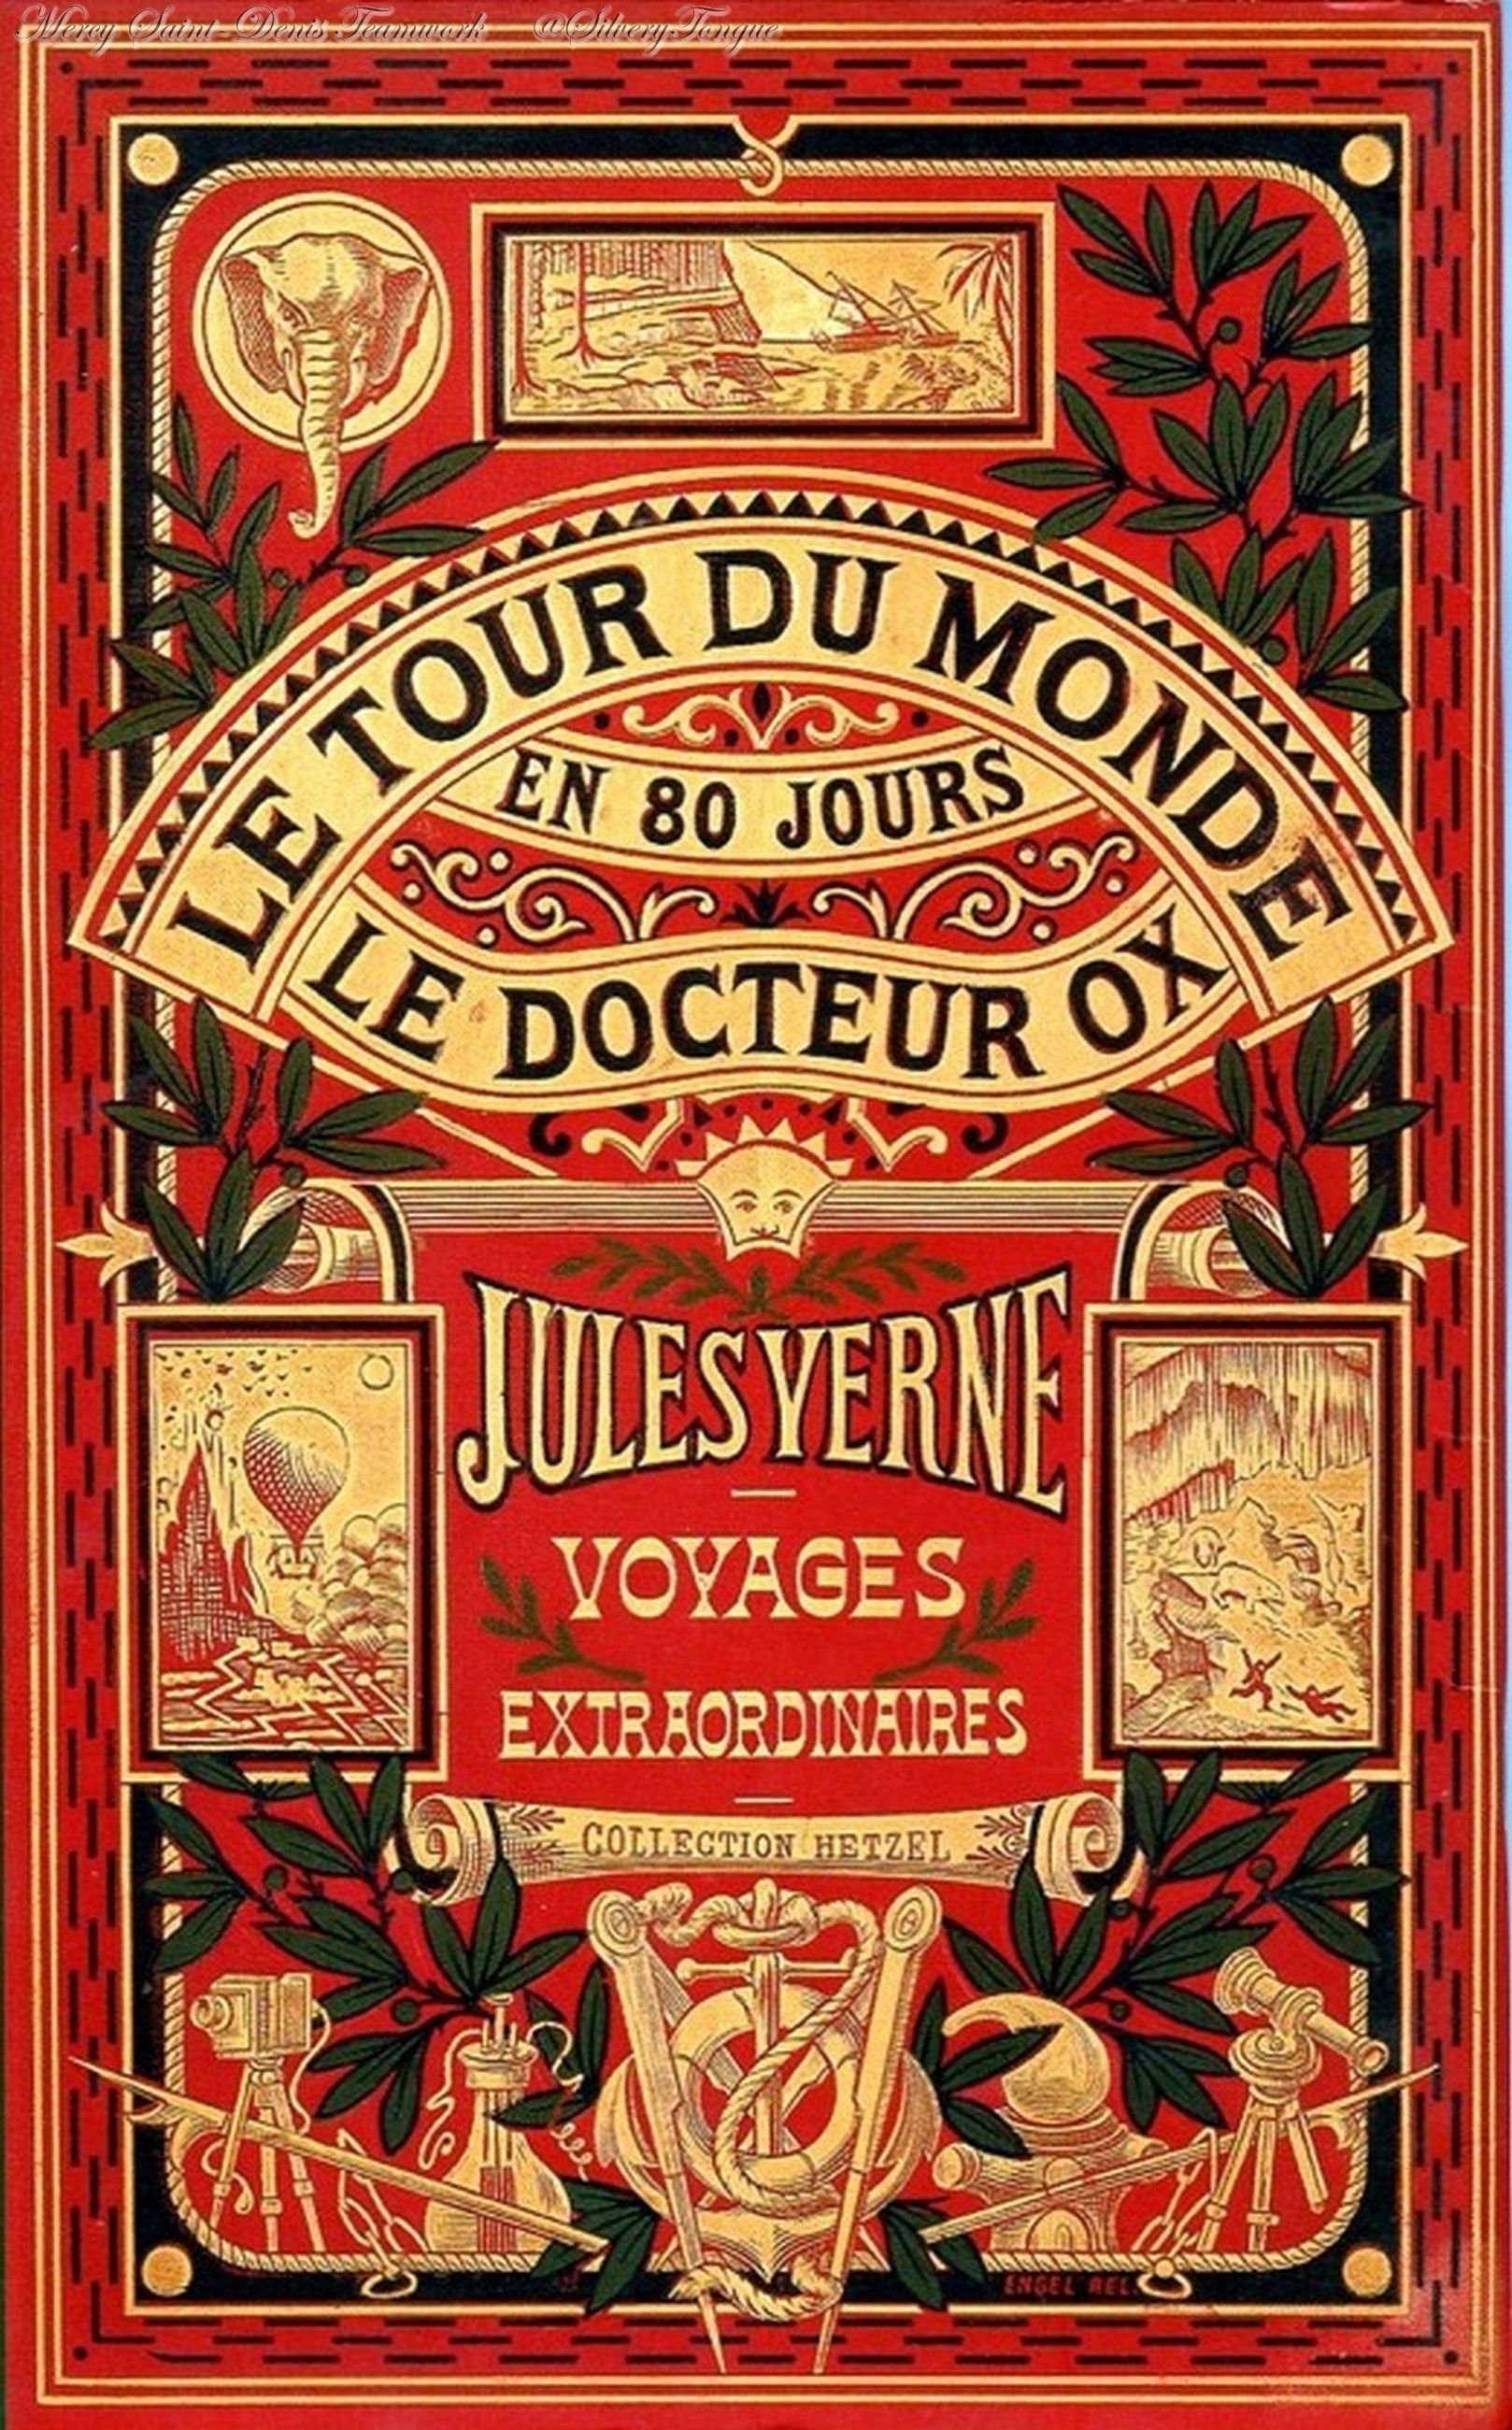 Mercy Saint-Denis Teamwork @SilveryTongue
LE TOUR DU MONDE
EN 80 JOURS
LE DOCTEUR OX
JULES VERNE
VOYAGES
EXTRAORDINAIRES
COLLECTION HETZEL
ENGEL REL.